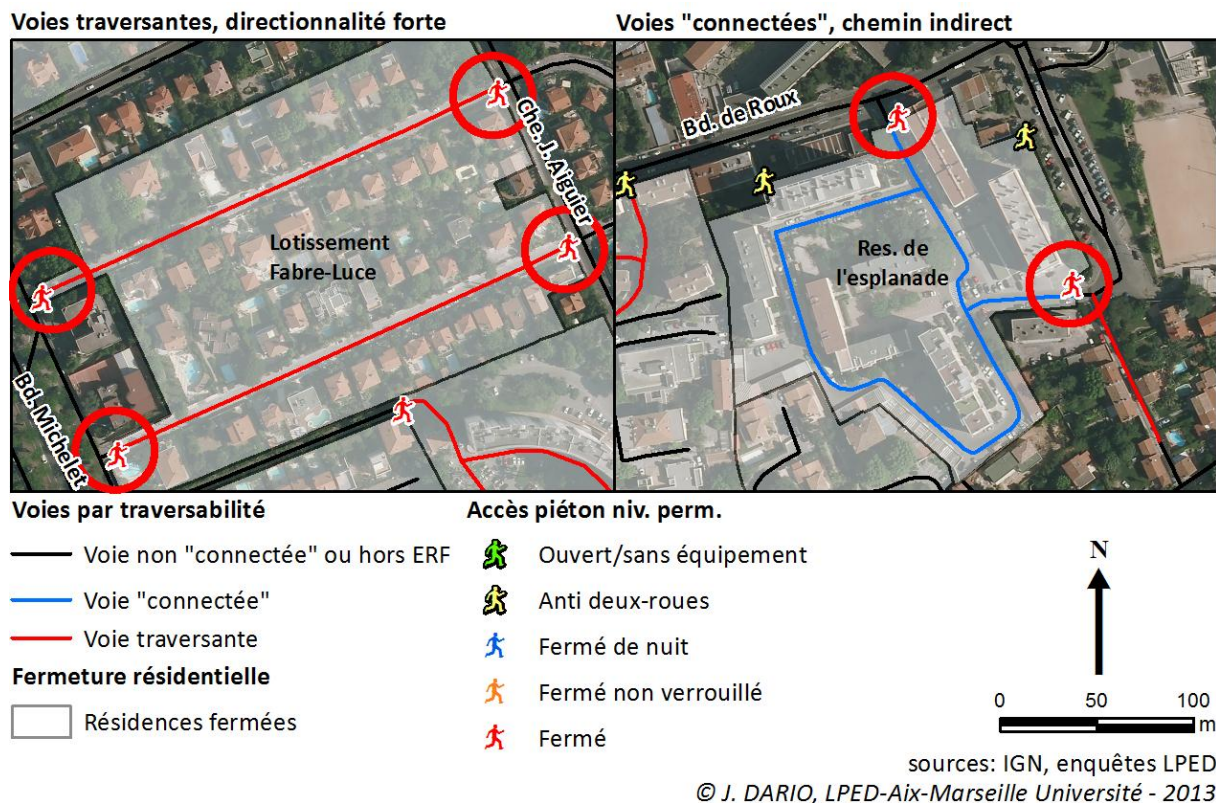 Voies traversantes, directionnalité forte
Voies "connectées", chemin indirect
Che. J. Aiguier
Lotissement
Fabre-Luce
Bd. Michelet
Bd. de Roux
Res. de
l'esplanade
Voies par traversabilité
Voie non "connectée" ou hors ERF
Voie "connectée"
Voie traversante
Fermeture résidentielle
Résidences fermées
Accès piéton niv. perm.
Ouvert/sans équipement
Anti deux-roues
Fermé de nuit
Fermé non verrouillé
Fermé
N
0 50 100
m
sources: IGN, enquêtes LPED
© J. DARIO, LPED-Aix-Marseille Université - 2013